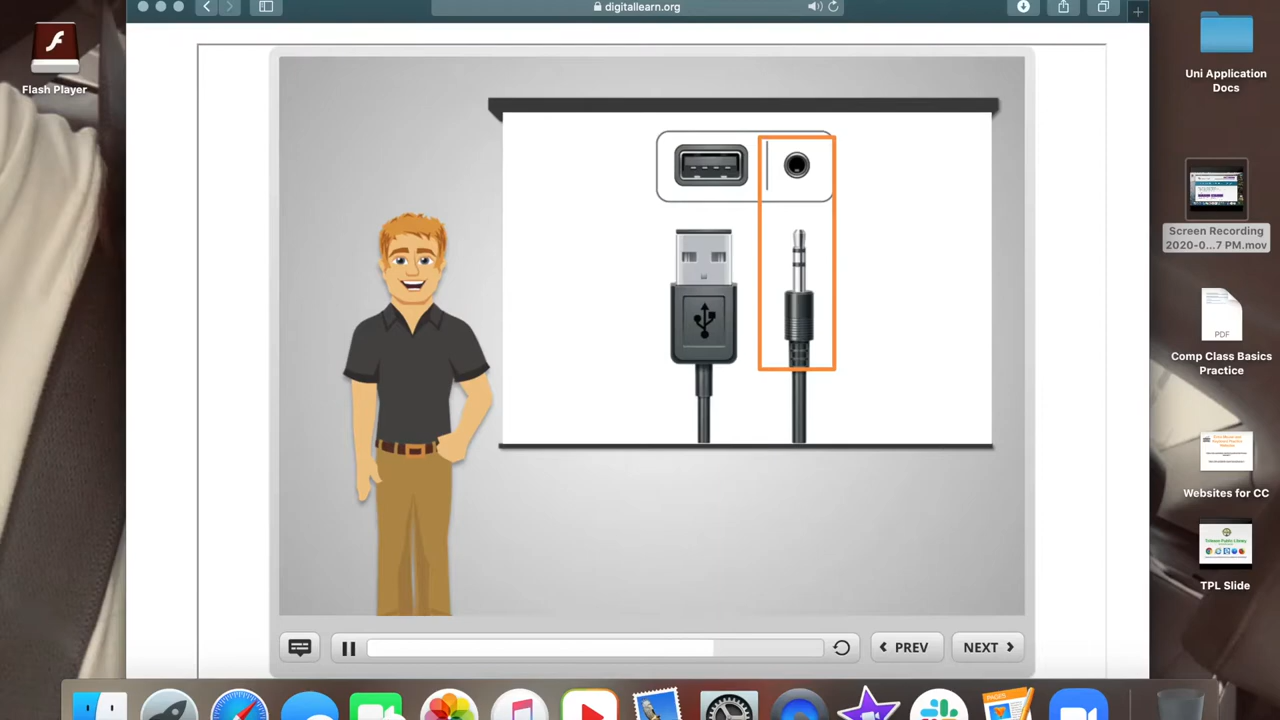 digitallearn.org
Flash Player
Uni Application
Docs
Screen Recording
2020-0...7 PM.mov
PDF
Comp Class Basics
Practice
Websites for CC
TPL Slide
PREV
NEXT